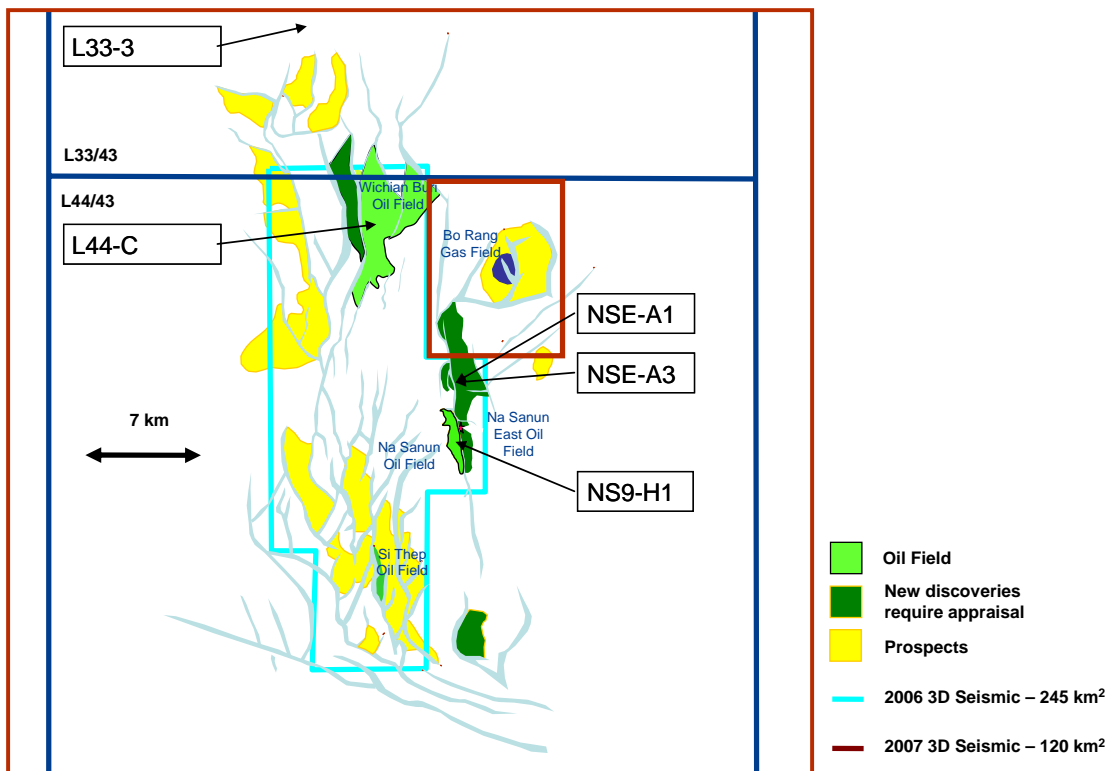 L33-3
L33/43
L44/43
Wichian Buri
Oil Field
L44-C
Bo Rang
Gas Field
NSE-A1
NSE-A3
7 km
Na Sanun
East Oil
Field
Na Sanun
Oil Field
NS9-H1
Si Thep
Oil Field
Oil Field
New discoveries
require appraisal
Prospects
2006 3D Seismic – 245 km²
2007 3D Seismic – 120 km²